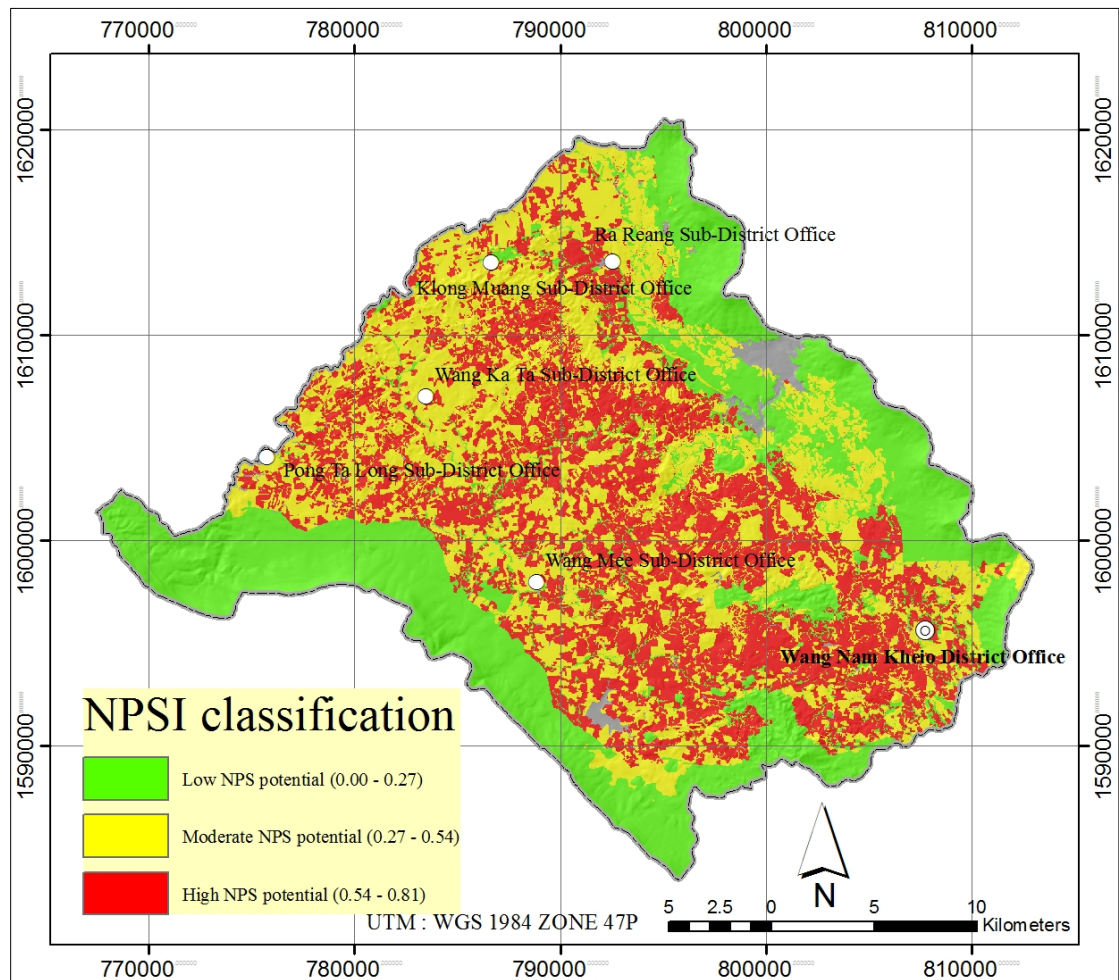 770000 780000 790000 800000 810000
1620000 1620000
Ra Reang Sub-District Office
Klong Muang Sub-District Office
1610000 1610000
Wang Ka Ta Sub-District Office
Pong Ta Long Sub-District Office
1600000 1600000
Wang Mee Sub-District Office
Wang Nam Kheio District Office
NPSI classification
1590000 1590000
Low NPS potential (0.00 - 0.27)
Moderate NPS potential (0.27 - 0.54)
High NPS potential (0.54 - 0.81)
N
UTM : WGS 1984 ZONE 47P
5 2.5 0 5 10
Kilometers
770000 780000 790000 800000 810000